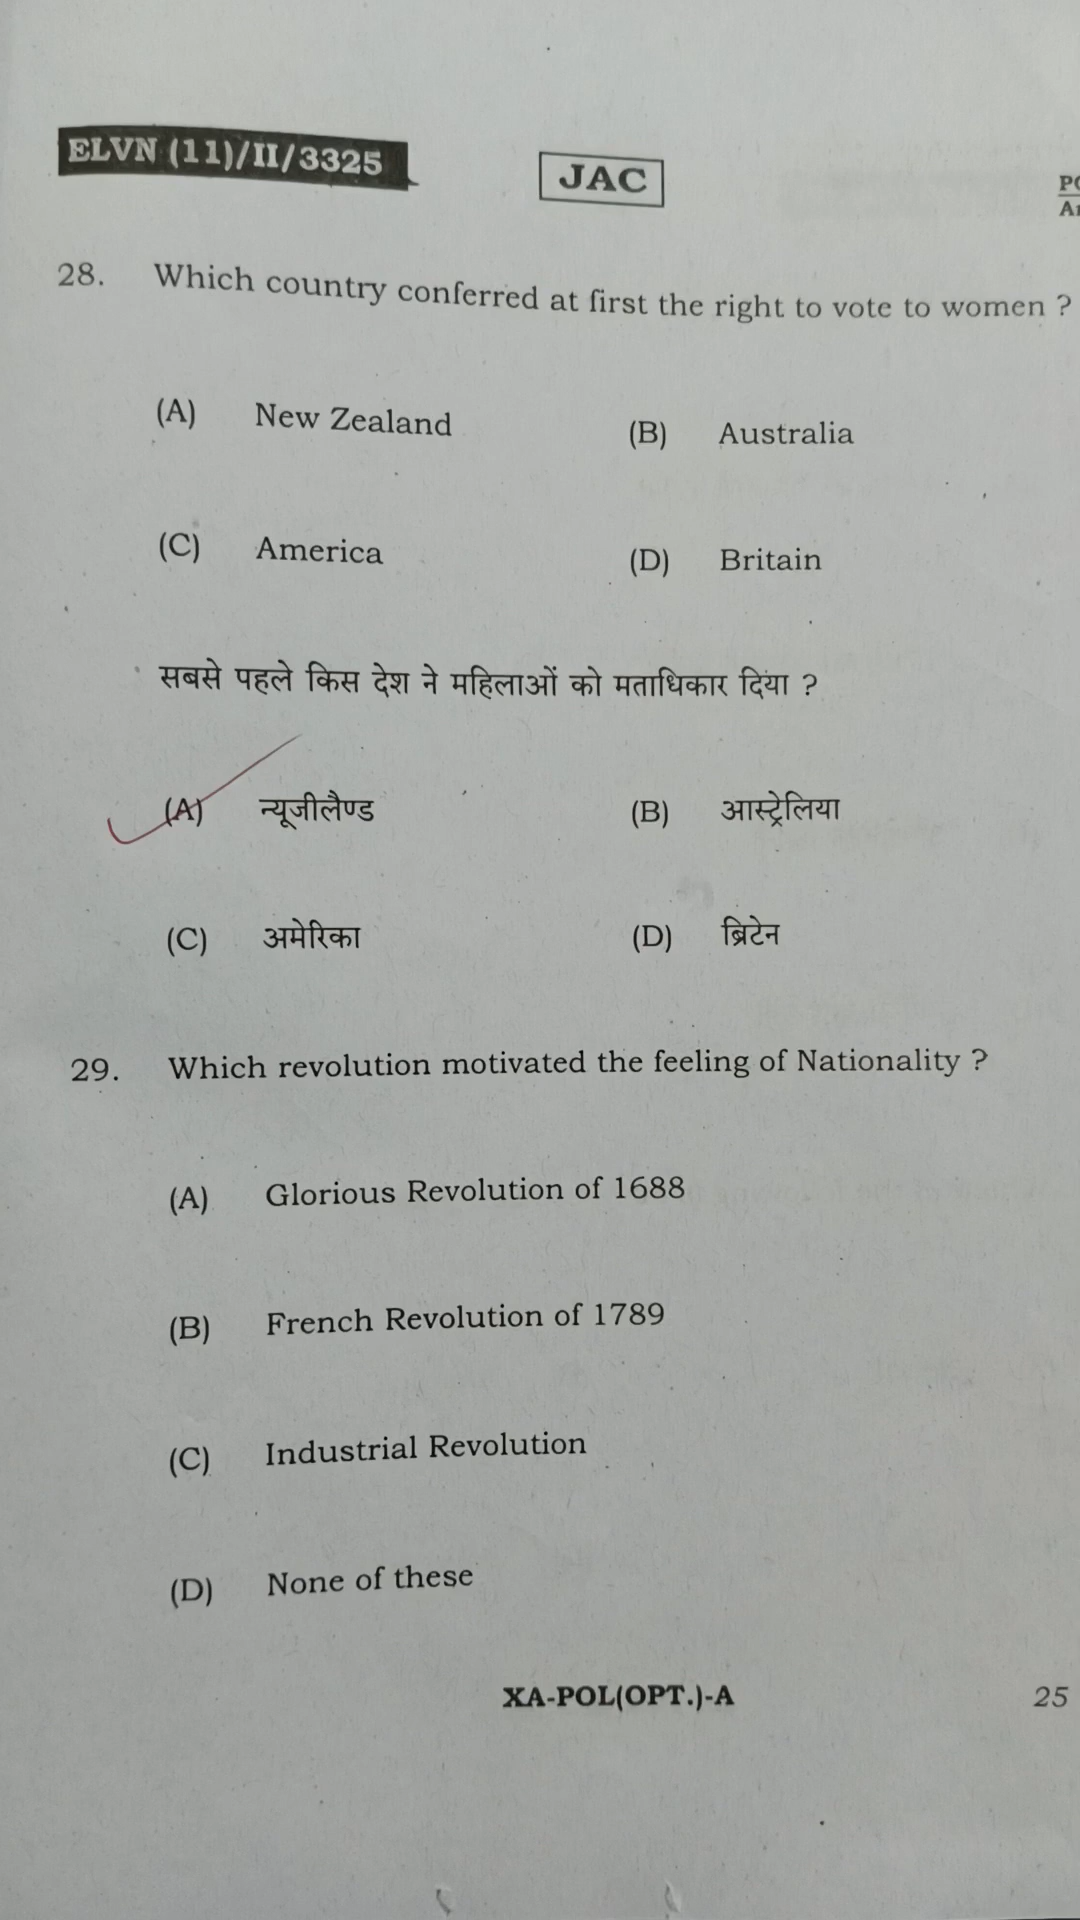 ELVN (11)/II/3325
JAC
28. Which country conferred at first the right to vote to women ?
(A) New Zealand (B) Australia
(C) America (D) Britain
सबसे पहले किस देश ने महिलाओं को मताधिकार दिया ?
(A) न्यूजीलैण्ड (B) आस्ट्रेलिया
(C) अमेरिका (D) ब्रिटेन
29. Which revolution motivated the feeling of Nationality ?
(A) Glorious Revolution of 1688
(B) French Revolution of 1789
(C) Industrial Revolution
(D) None of these
XA-POL(OPT.)-A 25